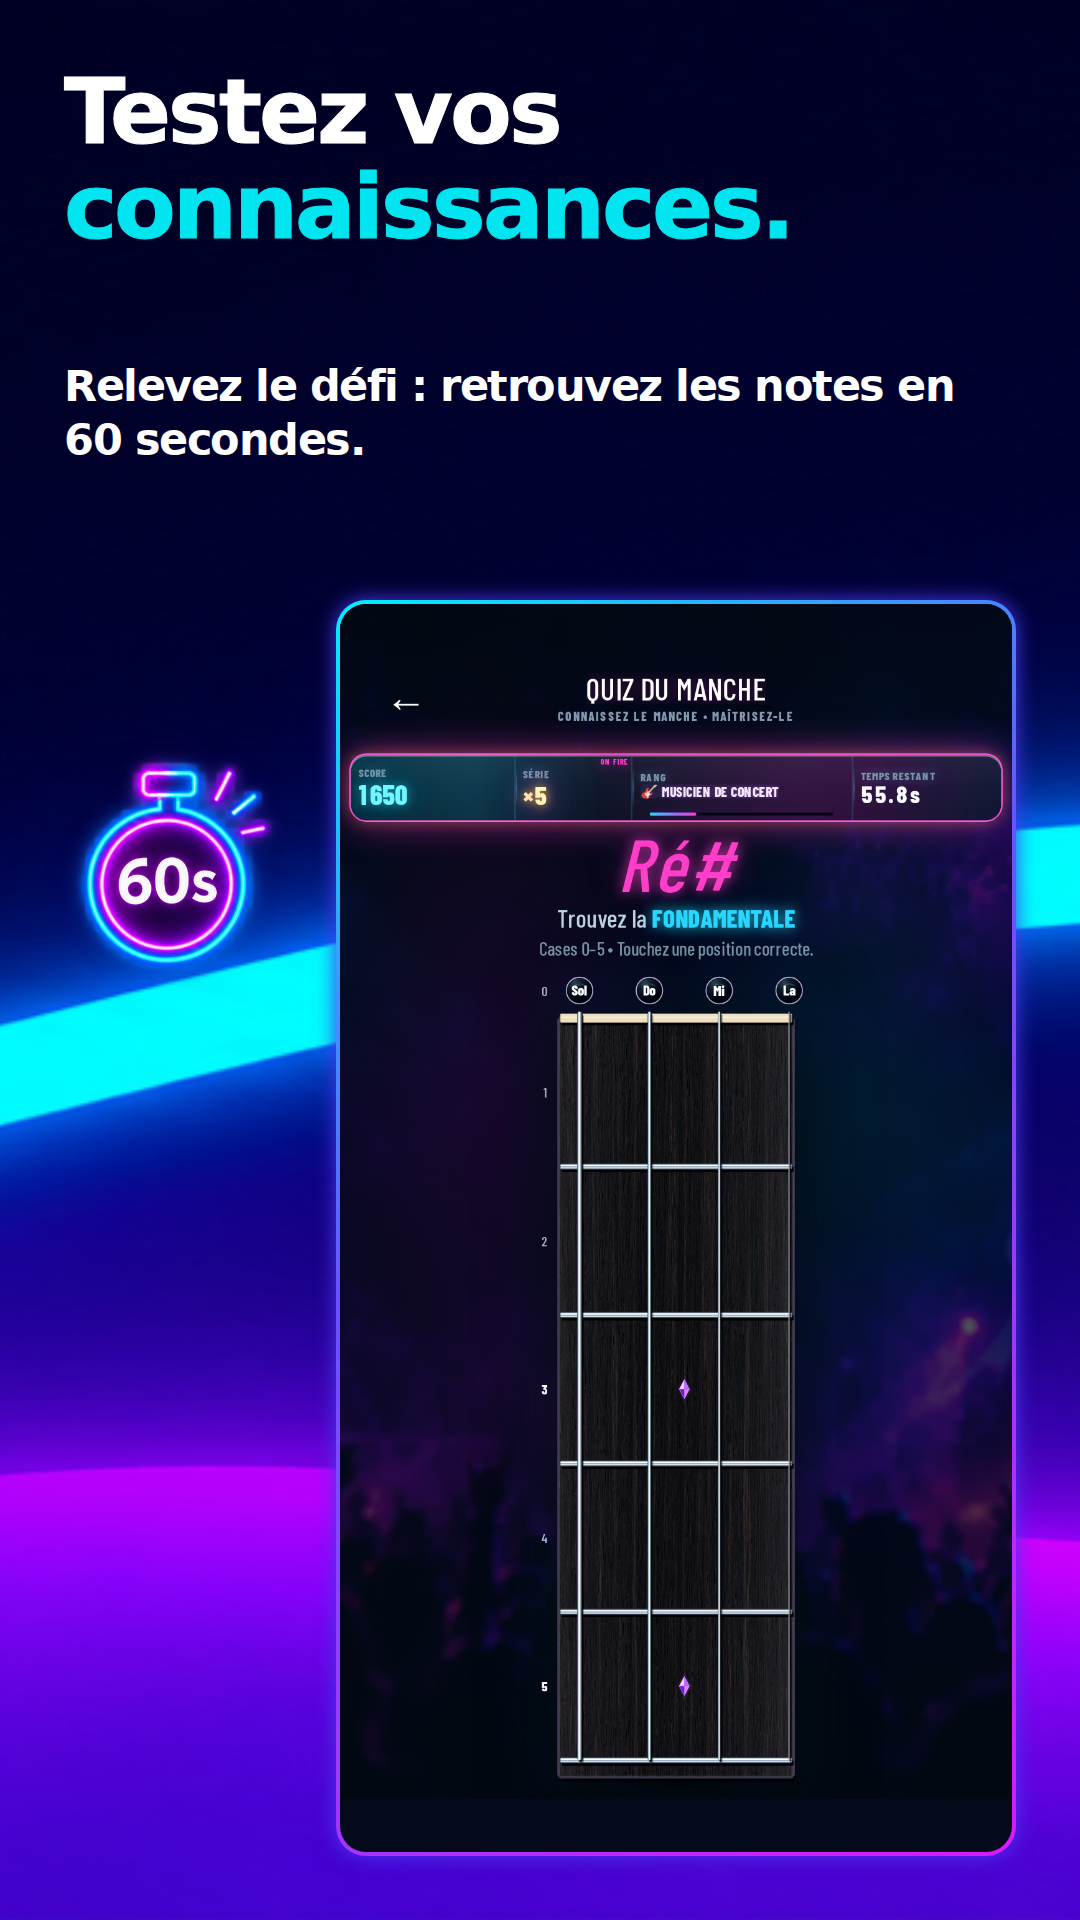 Testez vos
connaissances.
Relevez le défi : retrouvez les notes en
60 secondes.
60s
←
QUIZ DU MANCHE
CONNAISSEZ LE MANCHE • MAÎTRISEZ-LE
SCORE
1650
SÉRIE
×5
ON FIRE
RANG
🎸 MUSICIEN DE CONCERT
TEMPS RESTANT
55.8s
Ré#
Trouvez la FONDAMENTALE
Cases 0-5 • Touchez une position correcte.
0 Sol Do Mi La
1
2
3
4
5